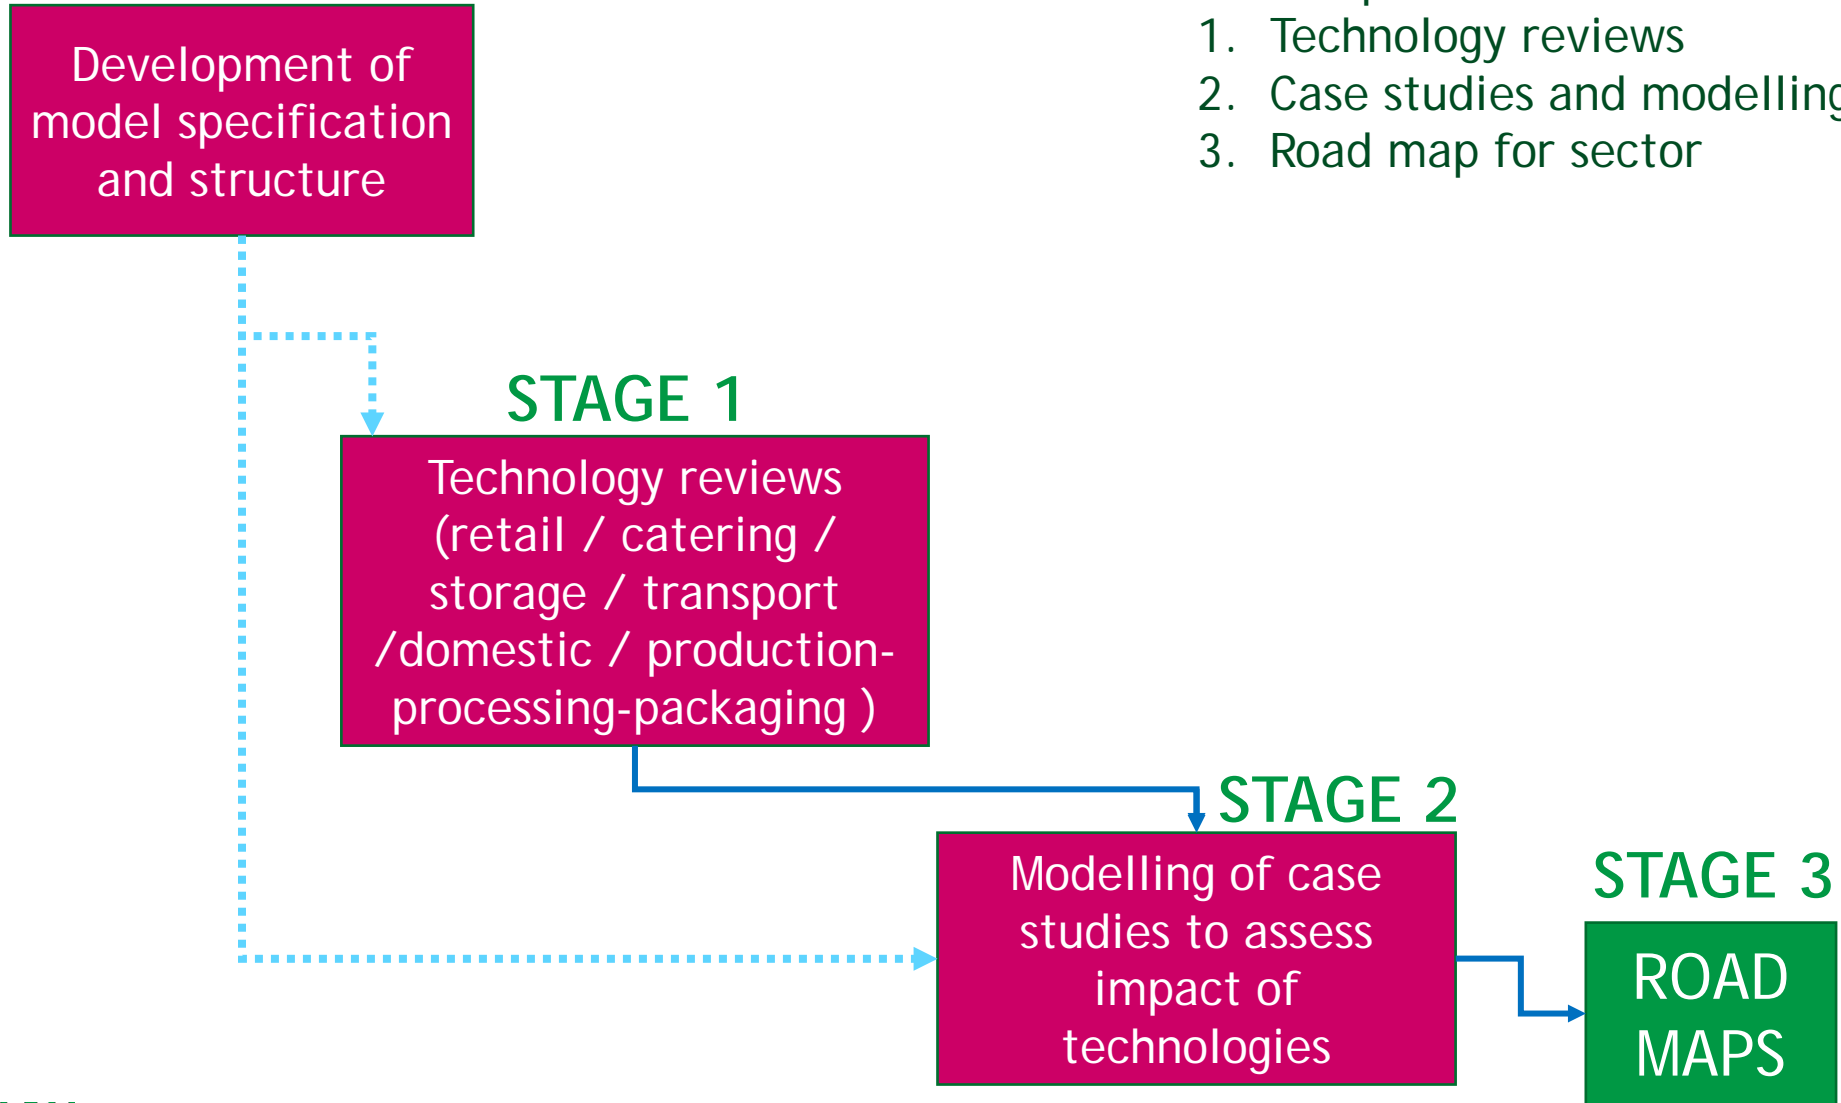 Development of
model specification
and structure
1. Technology reviews
2. Case studies and modelling
3. Road map for sector
STAGE 1
Technology reviews
(retail / catering /
storage / transport
/domestic / production-
processing-packaging )
STAGE 2
Modelling of case
studies to assess
impact of
technologies
STAGE 3
ROAD
MAPS